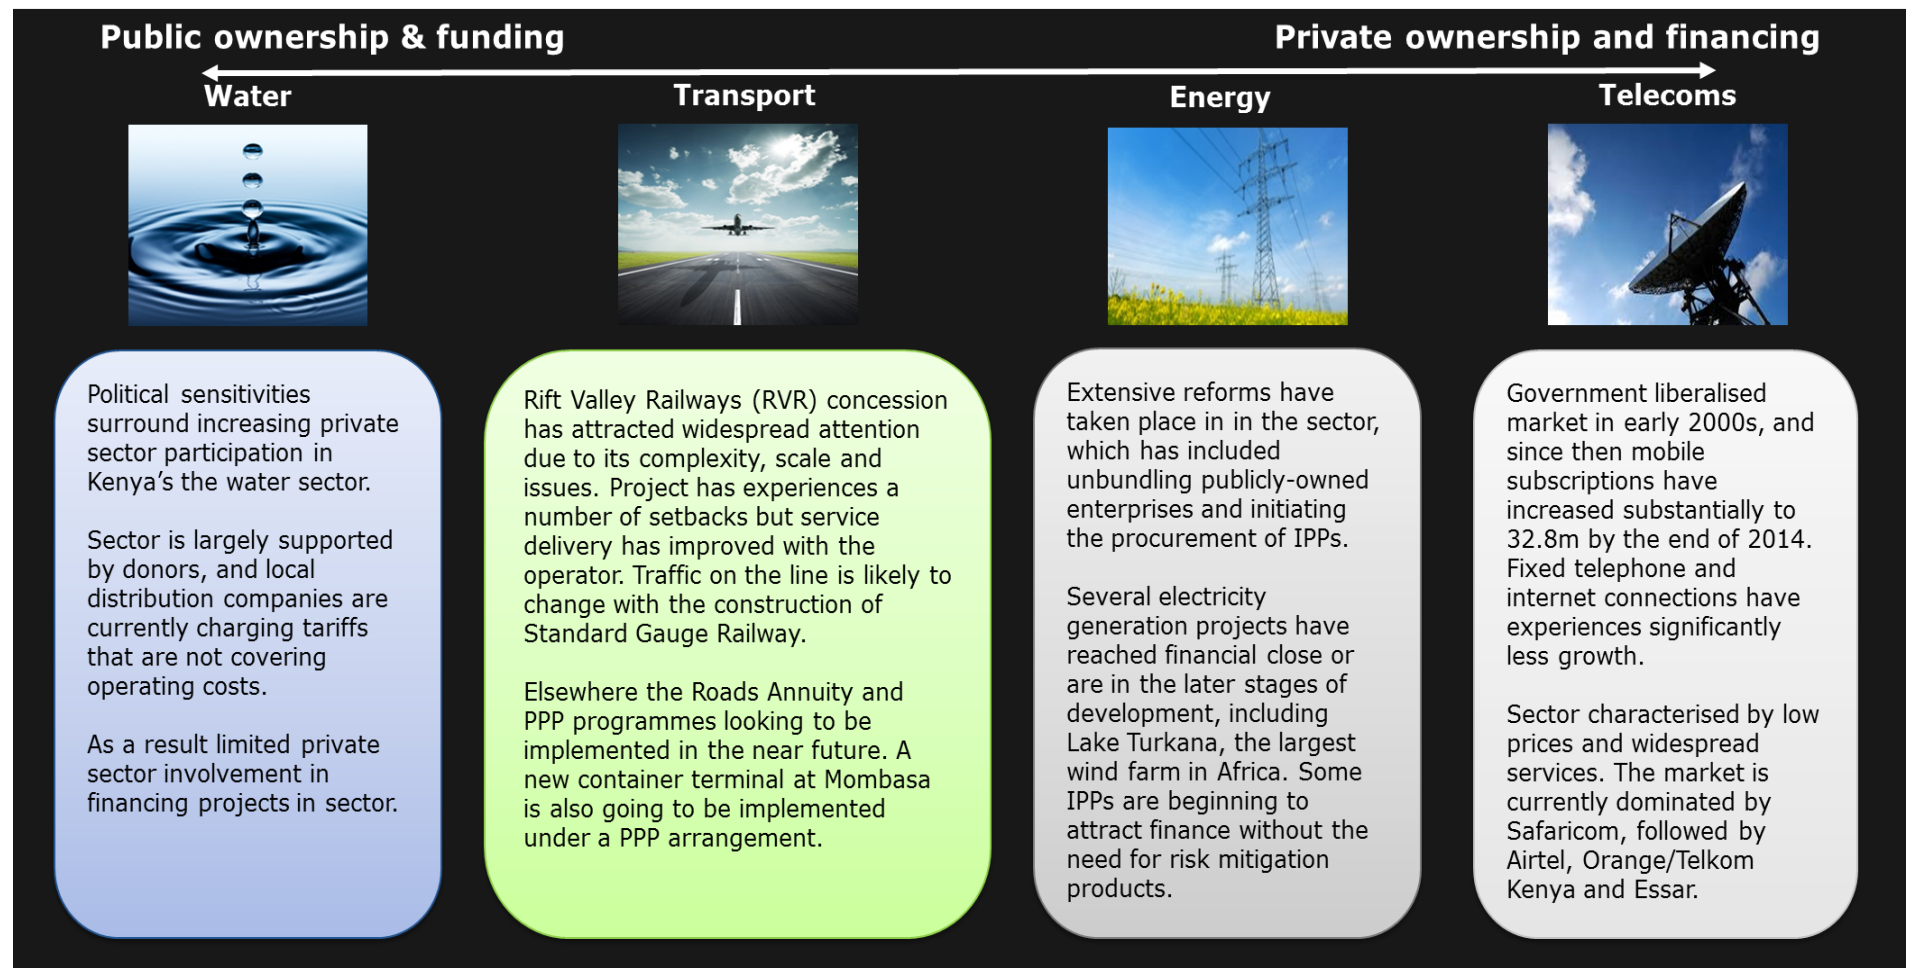 Public ownership & funding
Private ownership and financing
Water
Transport
Energy
Telecoms
Political sensitivities
surround increasing private
sector participation in
Kenya’s the water sector.
Sector is largely supported
by donors, and local
distribution companies are
currently charging tariffs
that are not covering
operating costs.
As a result limited private
sector involvement in
financing projects in sector.
Rift Valley Railways (RVR) concession
has attracted widespread attention
due to its complexity, scale and
issues. Project has experiences a
number of setbacks but service
delivery has improved with the
operator. Traffic on the line is likely to
change with the construction of
Standard Gauge Railway.
Elsewhere the Roads Annuity and
PPP programmes looking to be
implemented in the near future. A
new container terminal at Mombasa
is also going to be implemented
under a PPP arrangement.
Extensive reforms have
taken place in in the sector,
which has included
unbundling publicly-owned
enterprises and initiating
the procurement of IPPs.
Several electricity
generation projects have
reached financial close or
are in the later stages of
development, including
Lake Turkana, the largest
wind farm in Africa. Some
IPPs are beginning to
attract finance without the
need for risk mitigation
products.
Government liberalised
market in early 2000s, and
since then mobile
subscriptions have
increased substantially to
32.8m by the end of 2014.
Fixed telephone and
internet connections have
experiences significantly
less growth.
Sector characterised by low
prices and widespread
services. The market is
currently dominated by
Safaricom, followed by
Airtel, Orange/Telkom
Kenya and Essar.